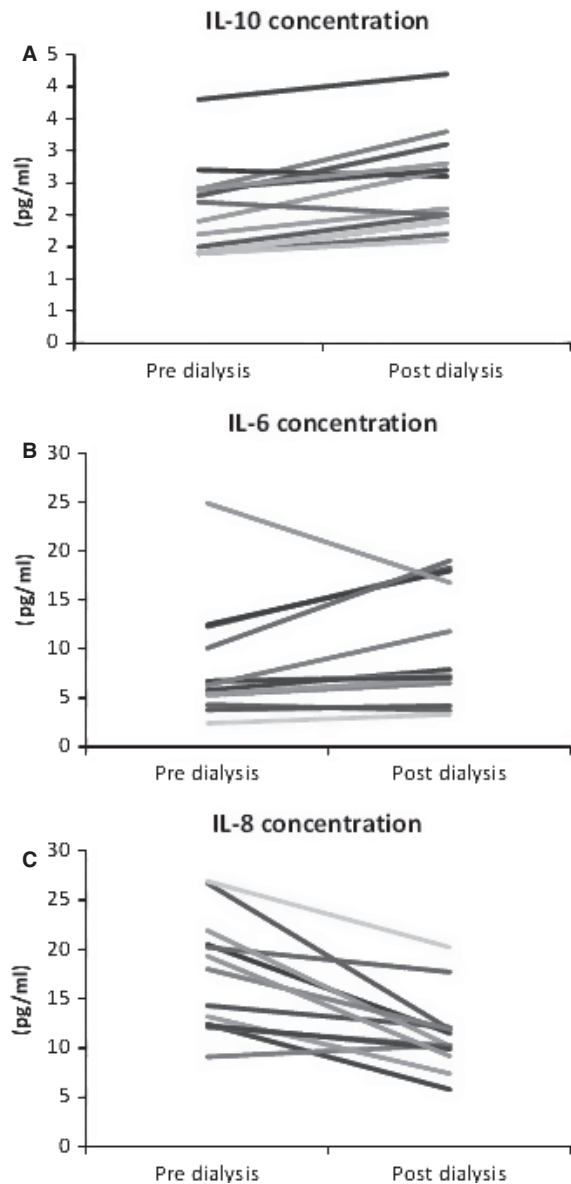 IL-10 concentration
A
5
4
4
3
3
2
2
1
1
0
(pg/ml)
Pre dialysis Post dialysis
IL-6 concentration
B
30
25
20
15
10
5
0
(pg/ml)
Pre dialysis Post dialysis
IL-8 concentration
C
30
25
20
15
10
5
0
(pg/ml)
Pre dialysis Post dialysis